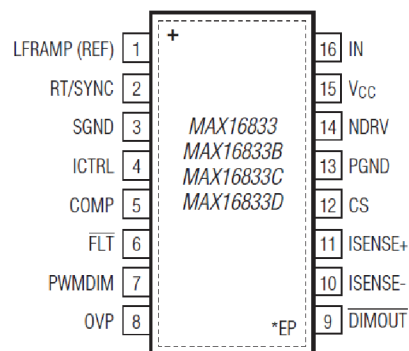 LFRAMP (REF) 1 + 16 IN
RT/SYNC 2 15 VCC
SGND 3 MAX16833 14 NDRV
ICTRL 4 MAX16833B 13 PGND
COMP 5 MAX16833C 12 CS
FLT 6 MAX16833D 11 ISENSE+
PWMDIM 7 10 ISENSE-
OVP 8 *EP 9 DIMOUT